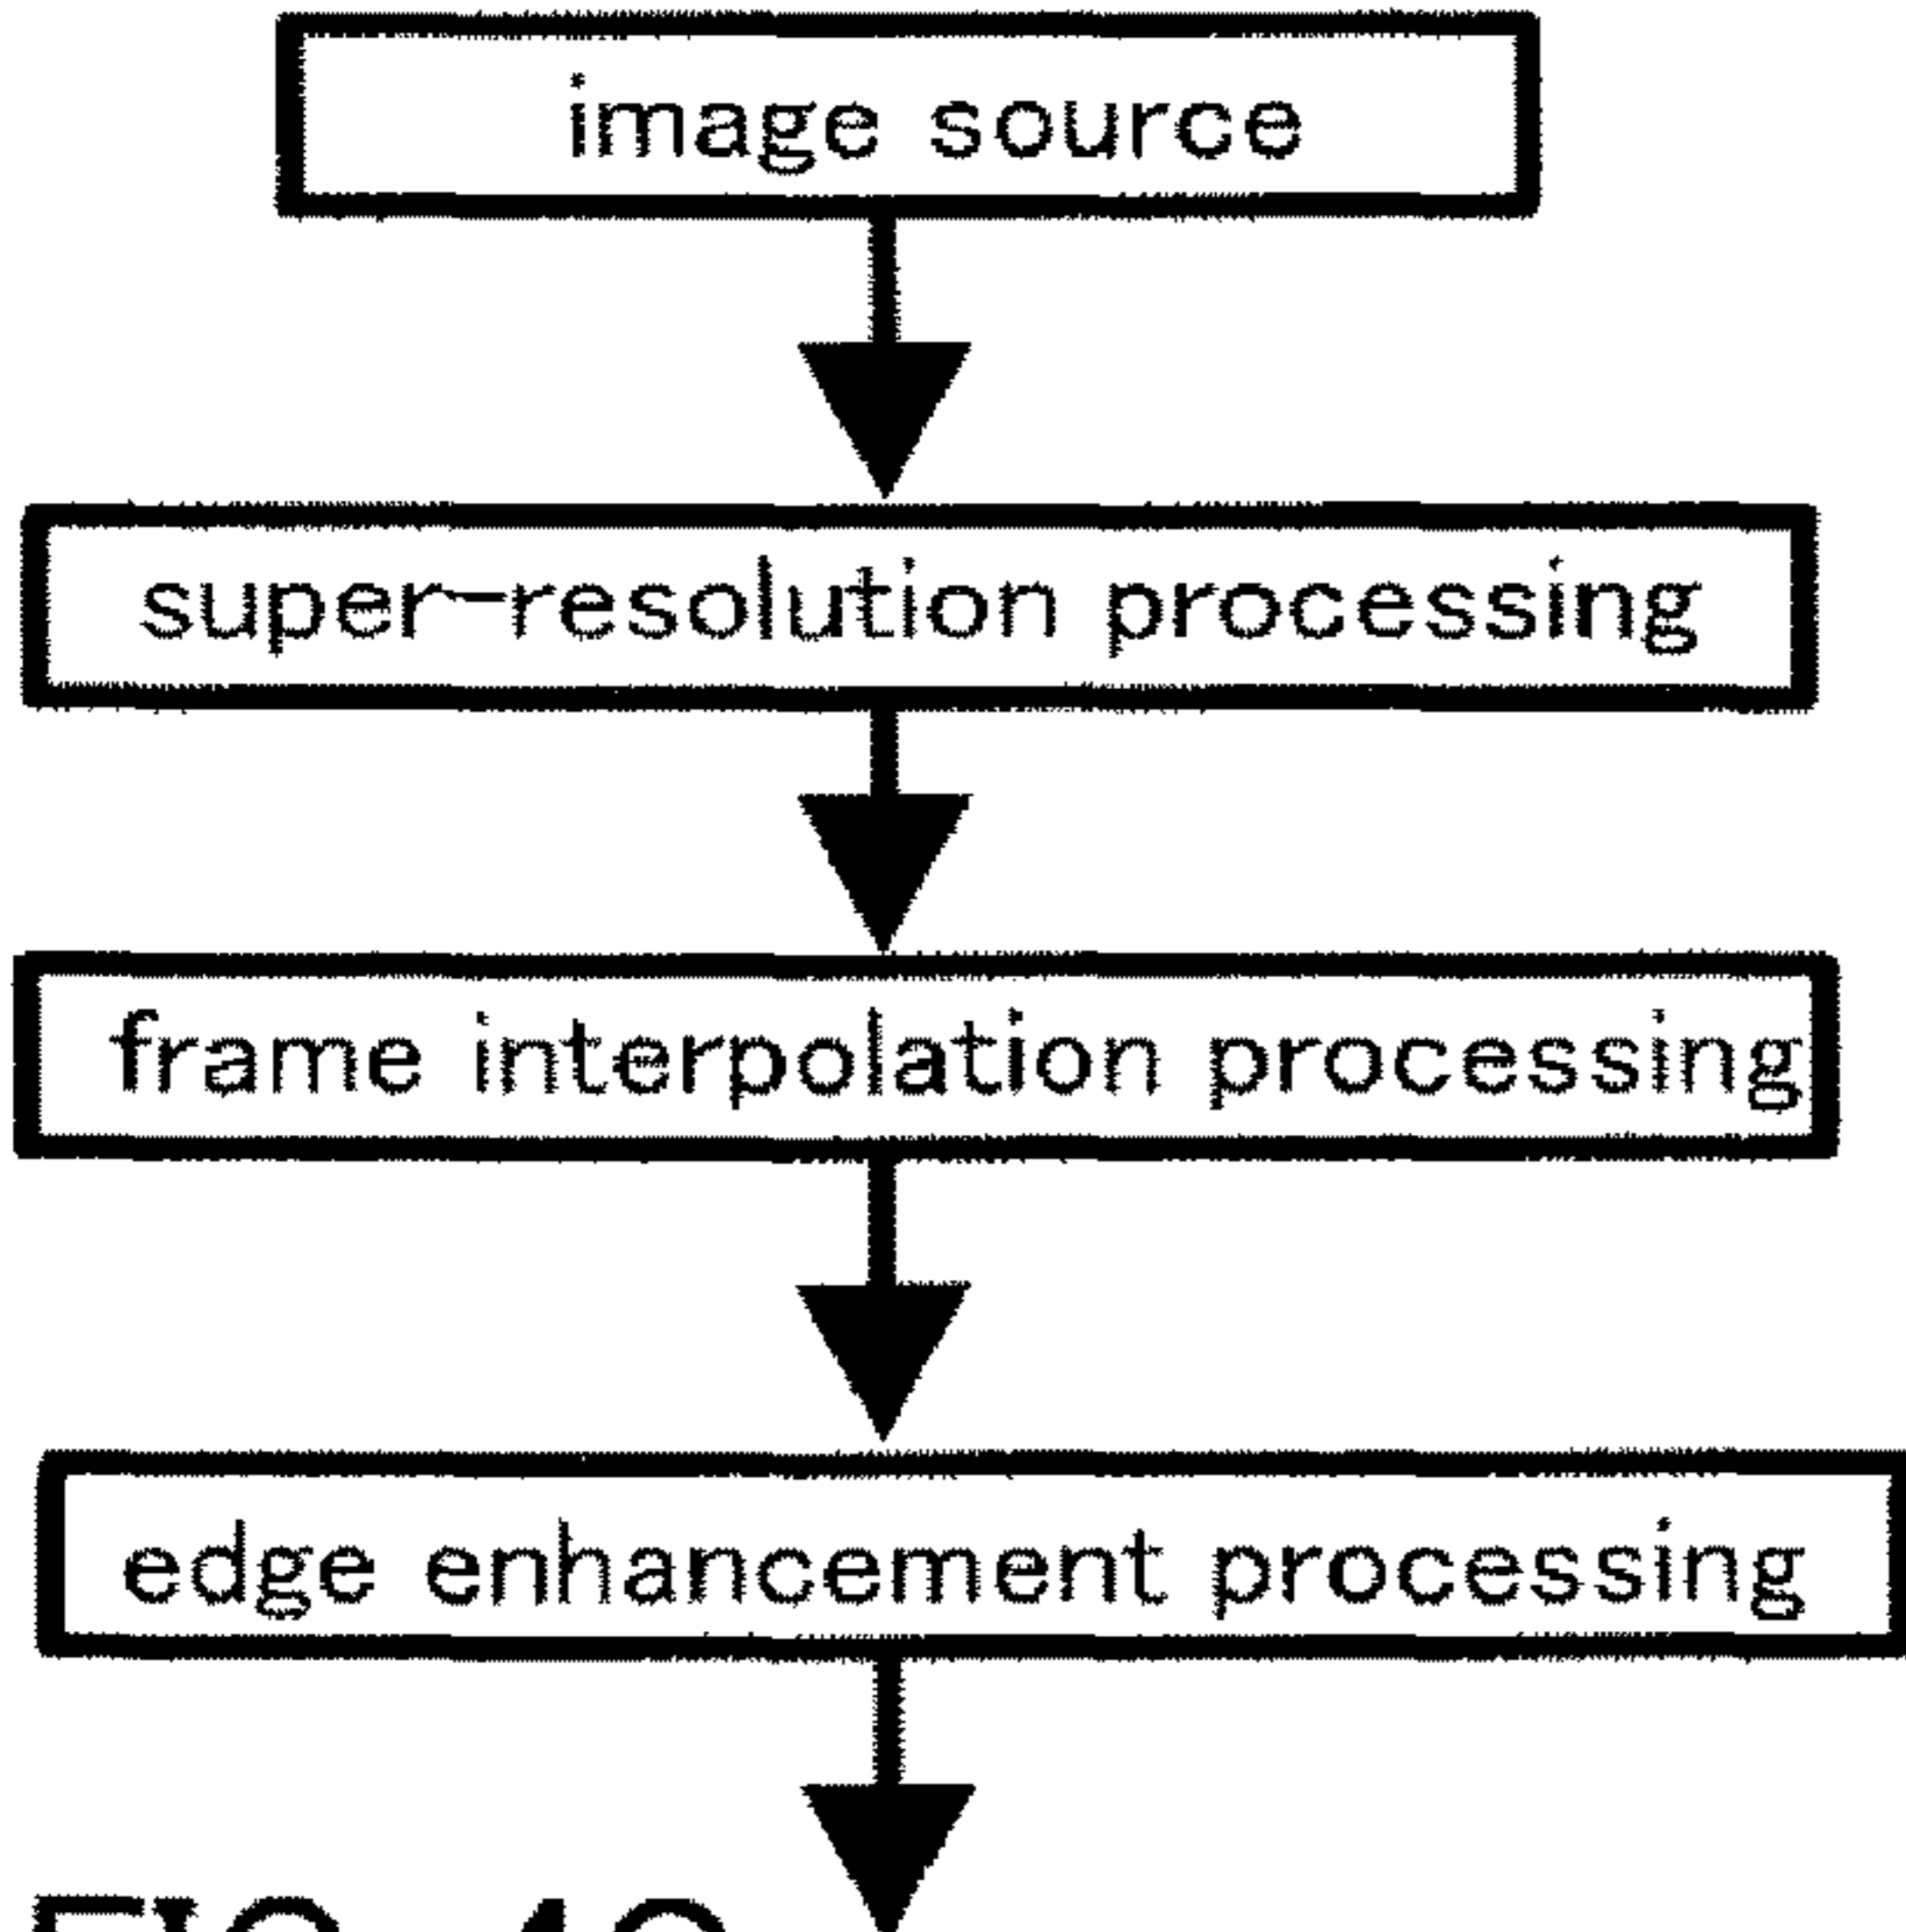 image source
super-resolution processing
frame interpolation processing
edge enhancement processing